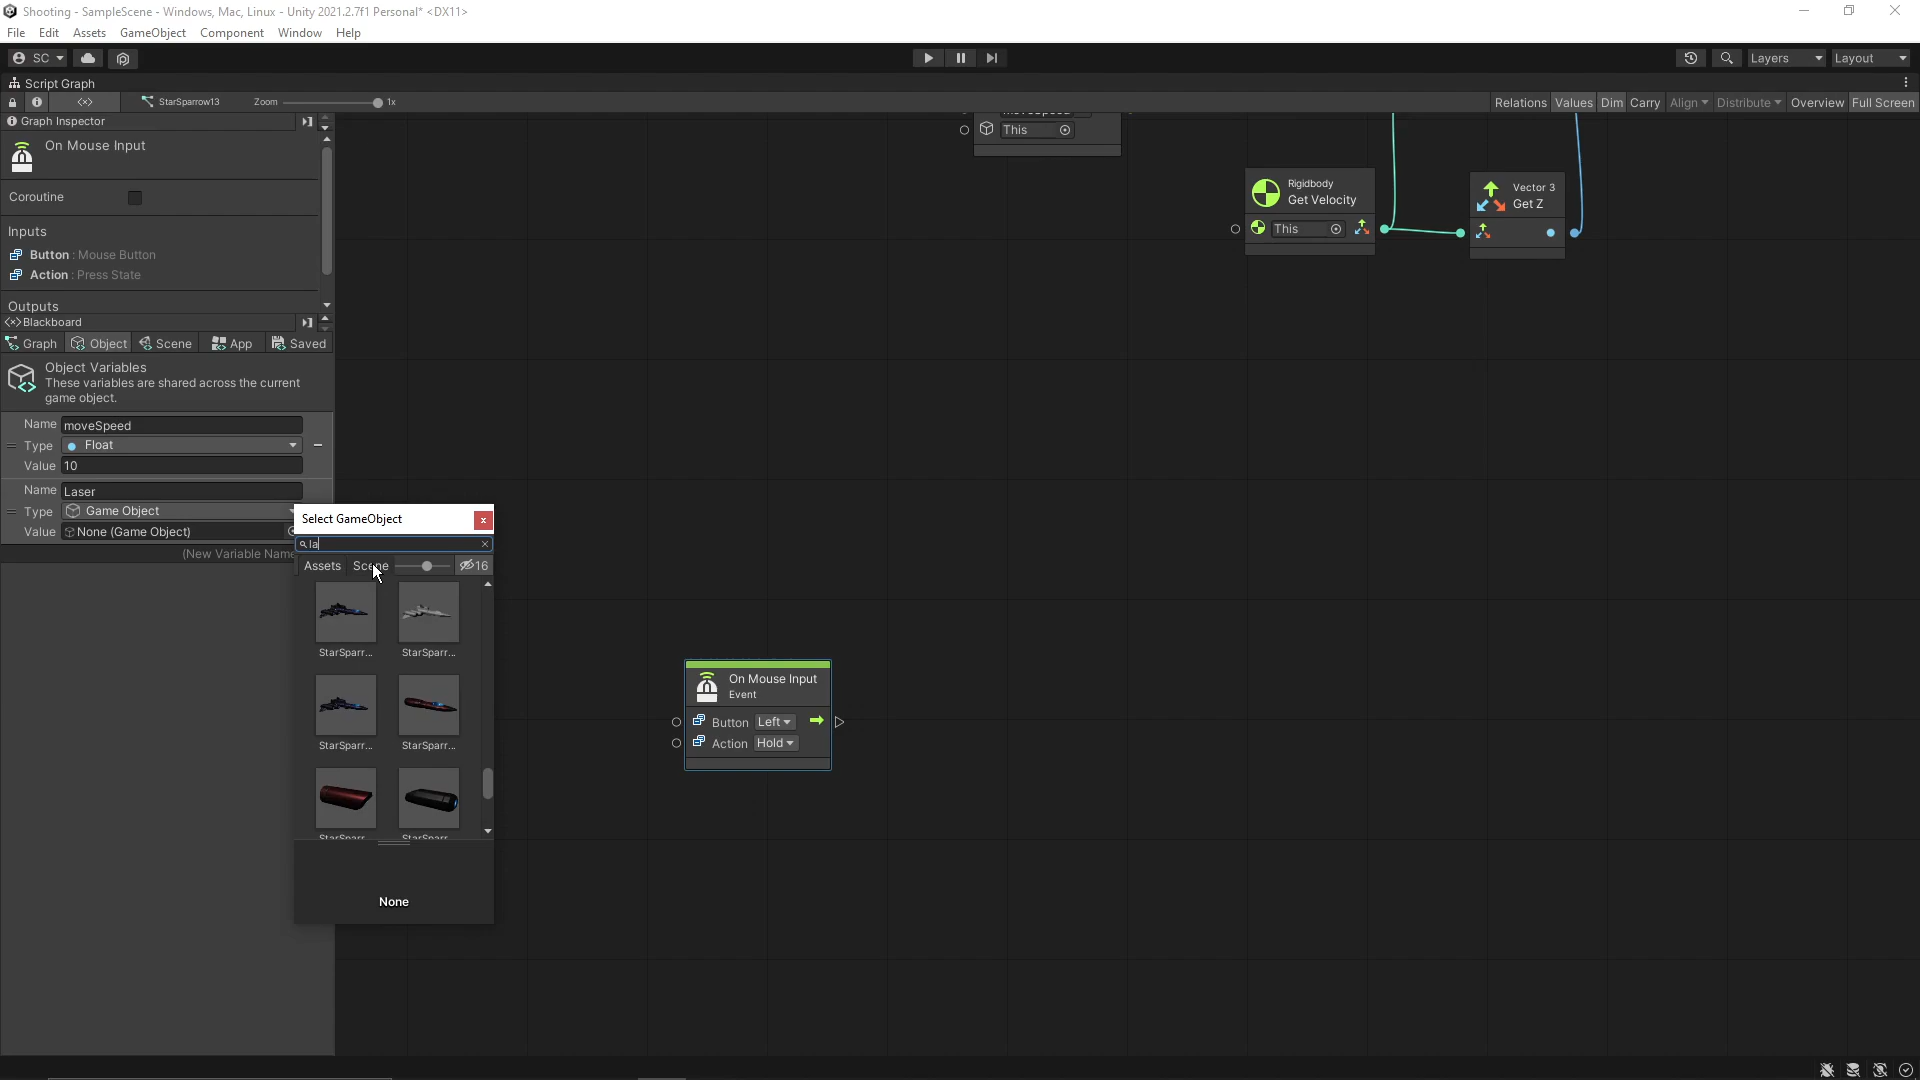 Shooting - SampleScene - Windows, Mac, Linux - Unity 2021.2.7f1 Personal* <DX11>
File Edit Assets GameObject Component Window Help
SC Layers Layout
Script Graph
StarSparrow13 Zoom 1x Relations Values Dim Carry Align Distribute Overview Full Screen
Graph Inspector
On Mouse Input
Coroutine
Inputs
Button : Mouse Button
Action : Press State
Outputs
Blackboard
Graph Object Scene App Saved
Object Variables
These variables are shared across the current
game object.
Name moveSpeed
Type Float
Value 10
Name Laser
Type Game Object
Value None (Game Object)
(New Variable Name
Select GameObject
la
Assets Scene 16
StarSparr... StarSparr...
StarSparr... StarSparr...
StarSparr... StarSparr...
None
moveSpeed
This
Rigidbody
Get Velocity
This
Vector 3
Get Z
On Mouse Input
Event
Button Left
Action Hold